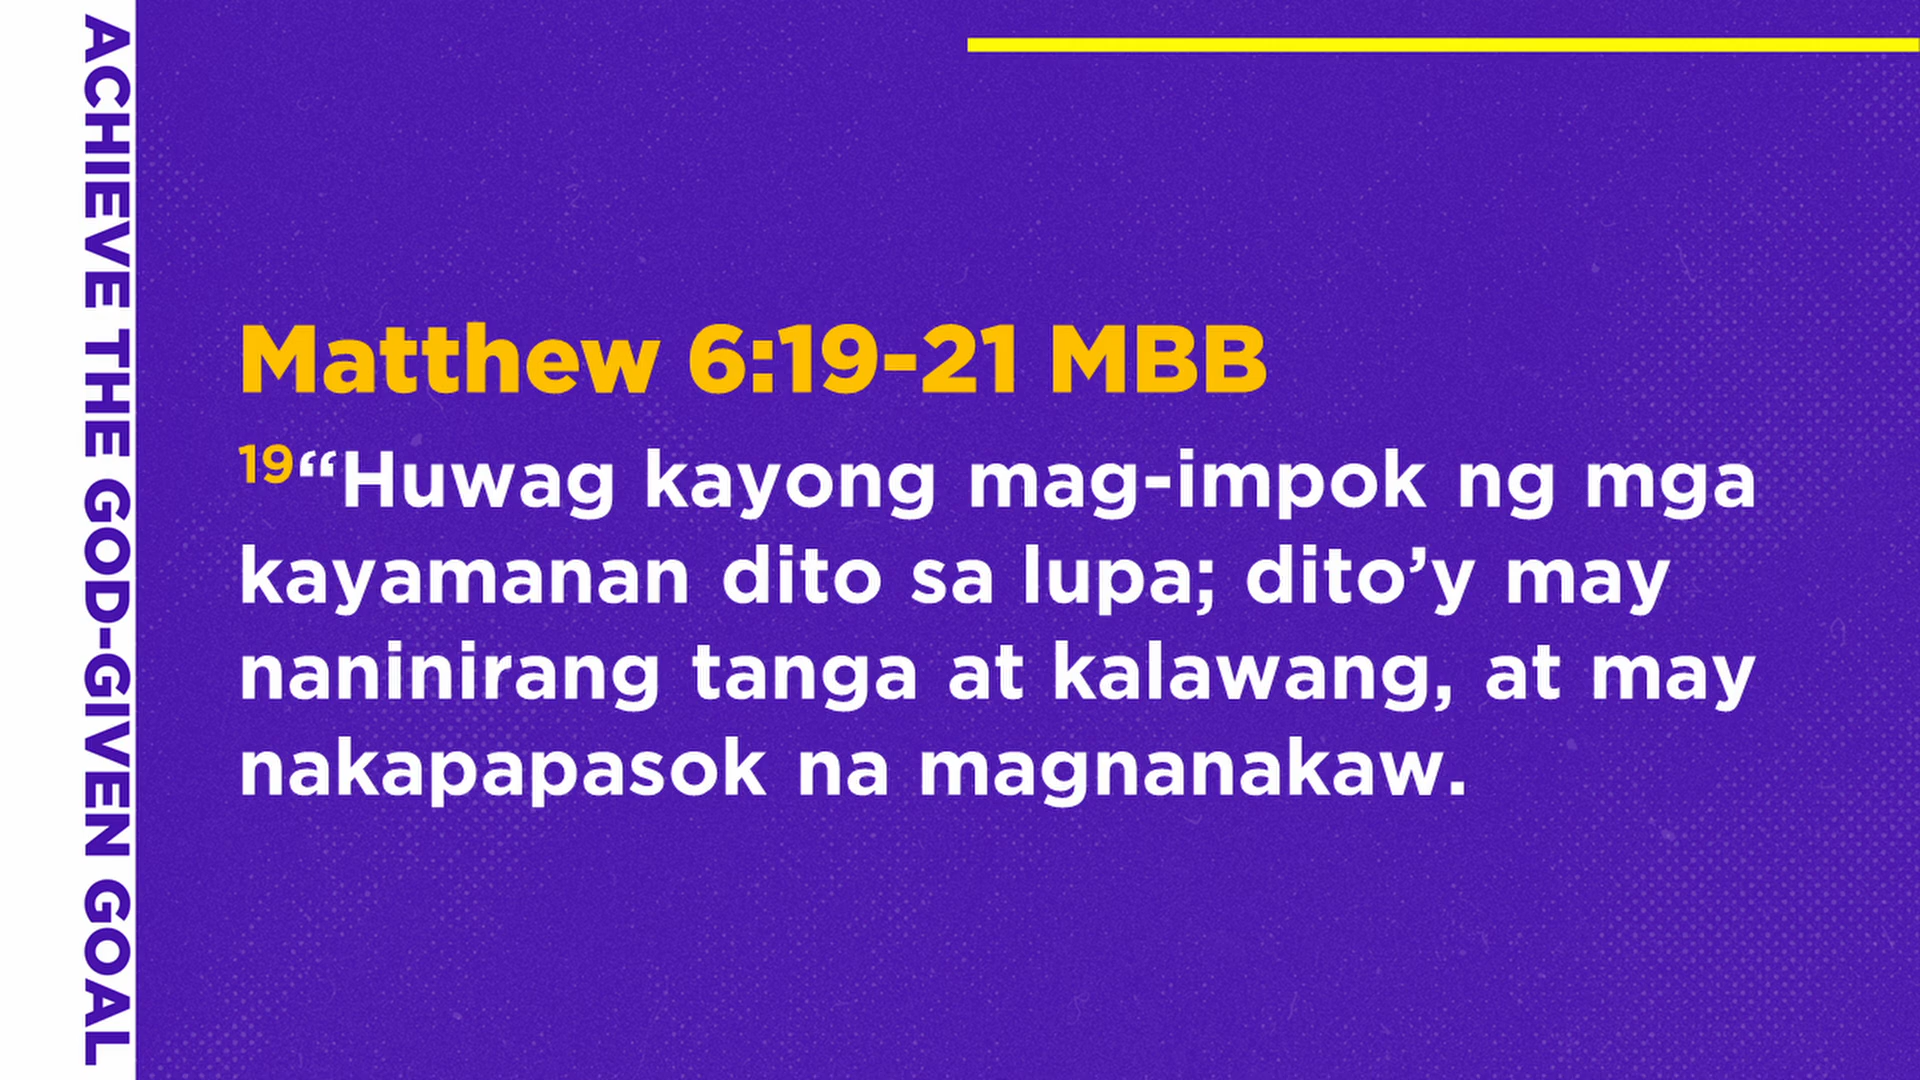 ACHIEVE THE GOD-GIVEN GOAL
Matthew 6:19-21 MBB
19“Huwag kayong mag-impok ng mga
kayamanan dito sa lupa; dito’y may
naninirang tanga at kalawang, at may
nakapapasok na magnanakaw.